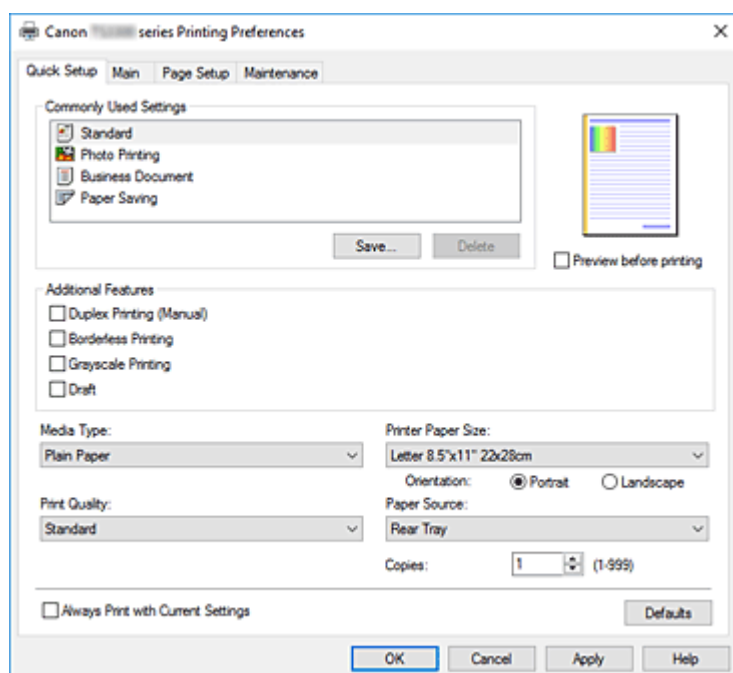 Canon series Printing Preferences
Quick Setup Main Page Setup Maintenance
Commonly Used Settings
Standard
Photo Printing
Business Document
Paper Saving
Save... Delete
Preview before printing
Additional Features
Duplex Printing (Manual)
Borderless Printing
Grayscale Printing
Draft
Media Type: Printer Paper Size:
Plain Paper Letter 8.5"x11" 22x28cm
Orientation: Portrait Landscape
Print Quality: Paper Source:
Standard Rear Tray
Copies: 1 (1-999)
Always Print with Current Settings Defaults
OK Cancel Apply Help